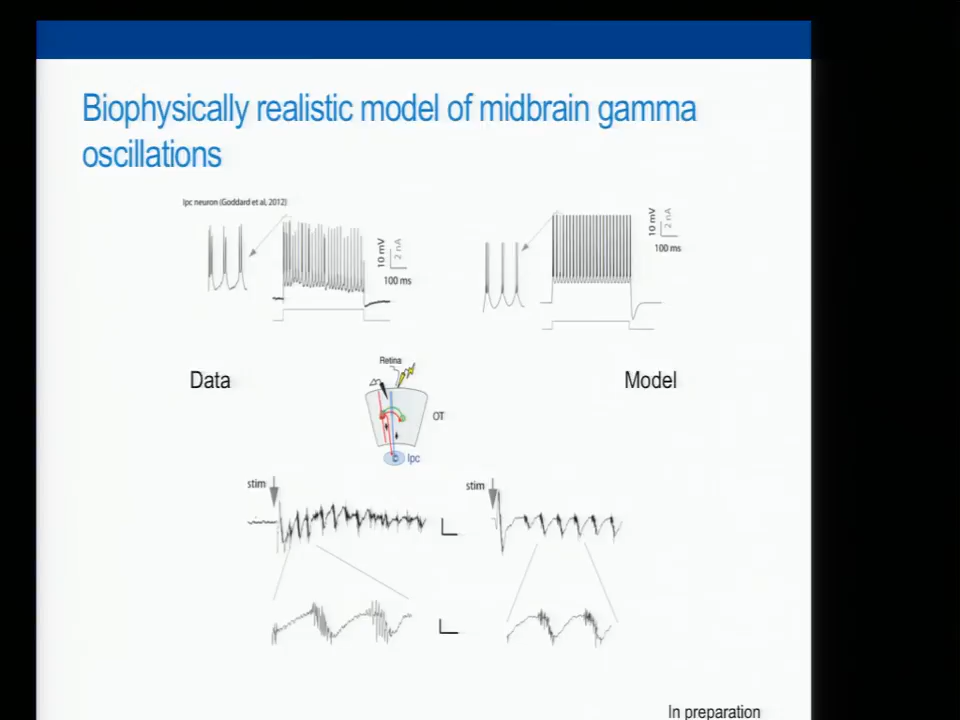 Biophysically realistic model of midbrain gamma
oscillations
Ipc neuron (Goddard et al, 2012)
10 mV
2 nA
100 ms
10 mV
2 nA
100 ms
Data
Retina
OT
Ipc
Model
stim
stim
In preparation